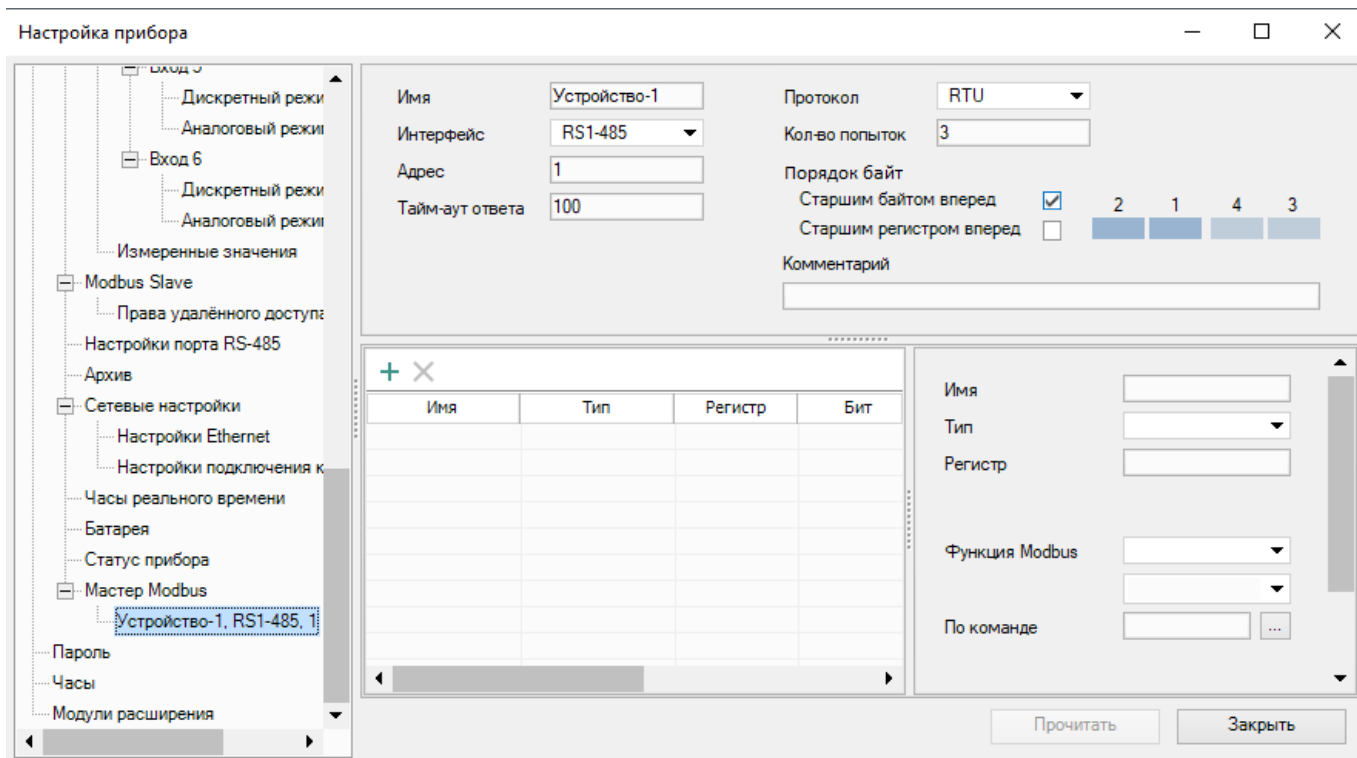 Настройка прибора
Дискретный режи
Аналоговый режи
Вход 6
Дискретный режи
Аналоговый режи
Измеренные значения
Modbus Slave
Права удалённого доступа
Настройки порта RS-485
Архив
Сетевые настройки
Настройки Ethernet
Настройки подключения к
Часы реального времени
Батарея
Статус прибора
Мастер Modbus
Устройство-1, RS1-485, 1
Пароль
Часы
Модули расширения
Имя Устройство-1
Интерфейс RS1-485
Адрес 1
Тайм-аут ответа 100
Протокол RTU
Кол-во попыток 3
Порядок байт
Старшим байтом вперед
Старшим регистром вперед
2 1 4 3
Комментарий
Имя Тип Регистр Бит
Имя
Тип
Регистр
Функция Modbus
По команде ...
Прочитать Закрыть